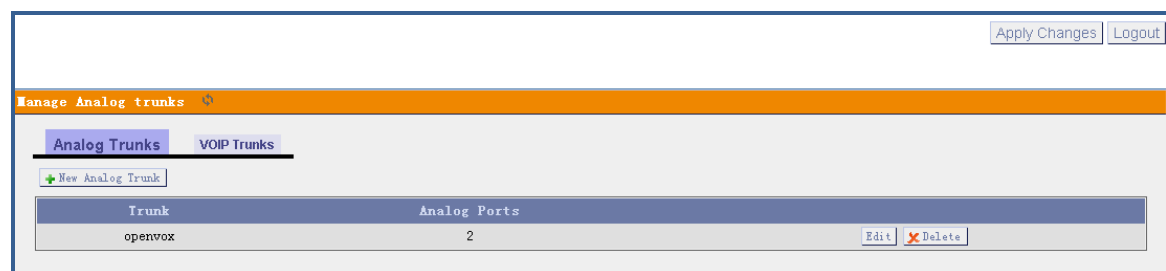 Apply Changes Logout
Manage Analog trunks
Analog Trunks VOIP Trunks
New Analog Trunk
Trunk Analog Ports
openvox 2 Edit Delete